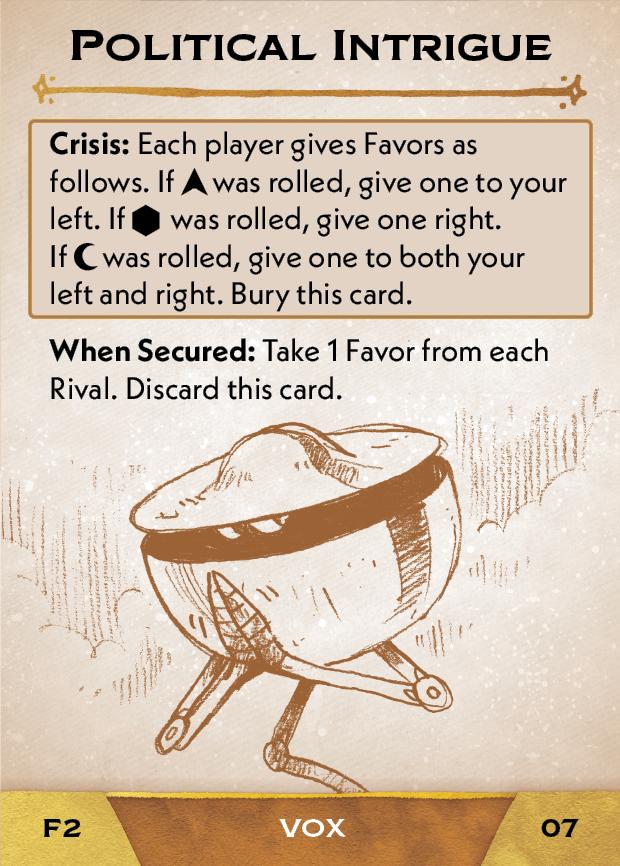 Political Intrigue
Crisis: Each player gives Favors as
follows. If was rolled, give one to your
left. If was rolled, give one right.
If was rolled, give one to both your
left and right. Bury this card.
When Secured: Take 1 Favor from each
Rival. Discard this card.
F2 VOX 07